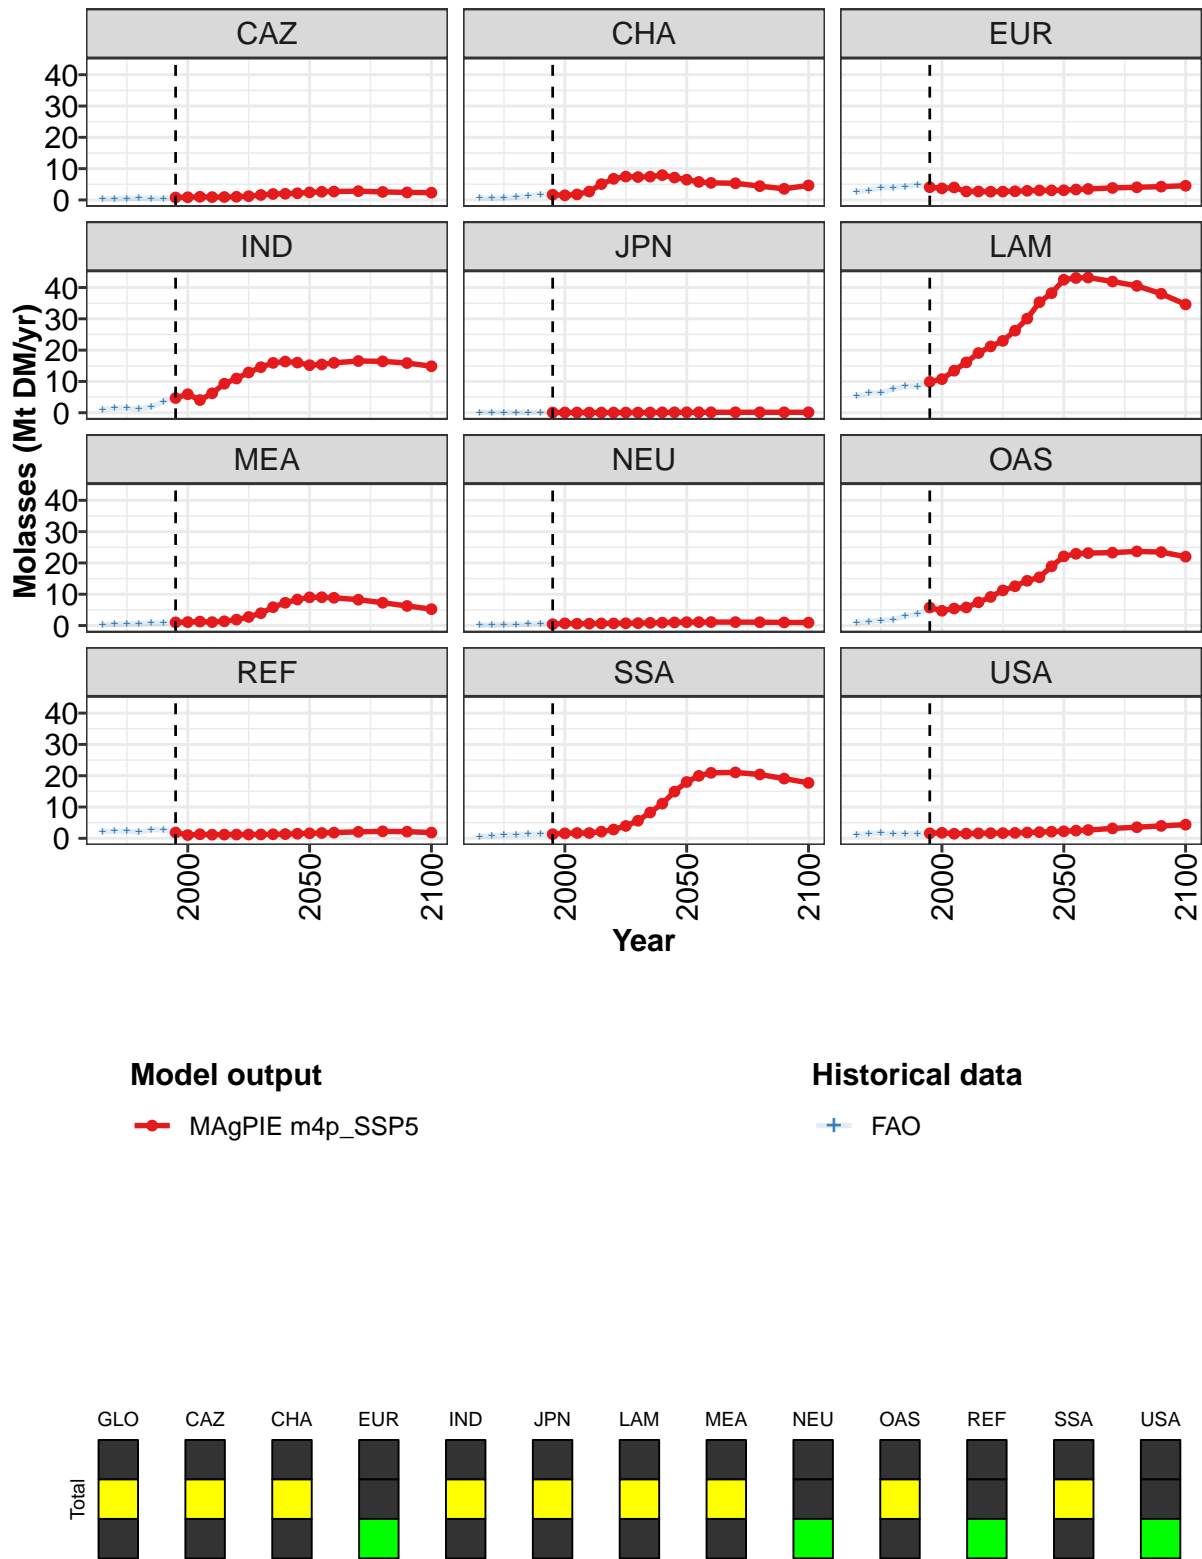 CAZ CHA EUR
40
30
20
10
0
IND JPN LAM
40
30
20
10
0
MEA NEU OAS
40
30
20
10
0
REF SSA USA
40
30
20
10
0
Molasses (Mt DM/yr)
2000 2050 2100 2000 2050 2100 2000 2050 2100
Year
Model output Historical data
MAgPIE m4p_SSP5 FAO
GLO CAZ CHA EUR IND JPN LAM MEA NEU OAS REF SSA USA
Total